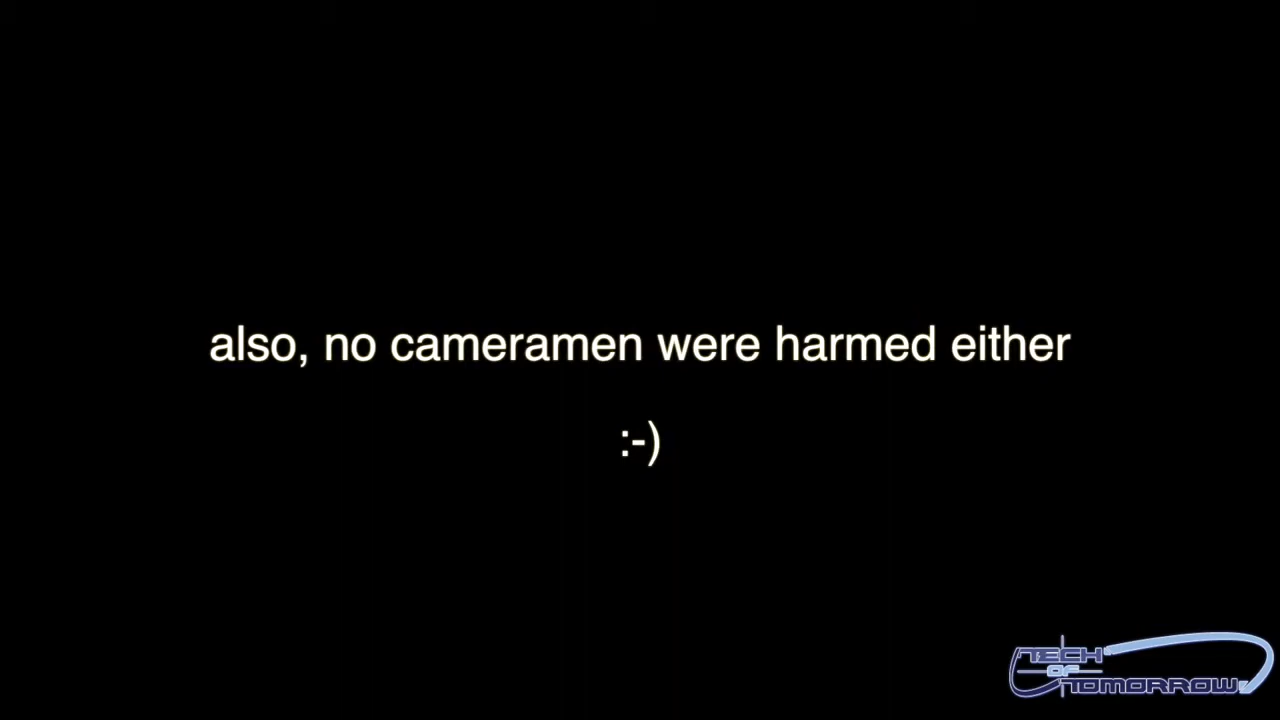 also, no cameramen were harmed either
:-)
TECH
OF
TOMORROW